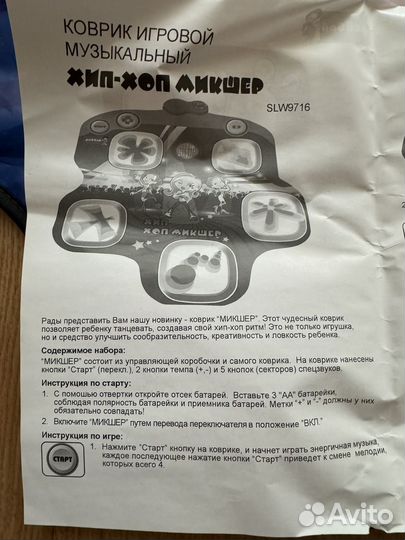 КОВРИК ИГРОВОЙ
МУЗЫКАЛЬНЫЙ
ХИП-ХОП МИКШЕР
SLW9716
ХИП-
ХОП МИКШЕР
Рады представить Вам нашу новинку - коврик "МИКШЕР". Этот чудесный коврик
позволяет ребенку танцевать, создавая свой хип-хоп ритм! Это не только игрушка,
но и средство улучшить сообразительность, креативность и ловкость ребенка.
Содержимое набора:
"МИКШЕР" состоит из управляющей коробочки и самого коврика. На коврике нанесены
кнопки "Старт" (перекл.), 2 кнопки темпа (+,-) и 5 кнопок (секторов) спецзвуков.
Инструкция по старту:
1. С помощью отвертки откройте отсек батарей. Вставьте 3 "АА" батарейки,
соблюдая полярность батарейки и приемника батарей. Метки "+" и "-" должны у них
обязательно совпадать!
2. Включите "МИКШЕР" путем перевода переключателя в положение "ВКЛ."
Инструкция по игре:
СТАРТ
1. Нажмите "Старт" кнопку на коврике, и начнет играть энергичная музыка,
каждое последующее нажатие кнопки "Старт" приведет к смене мелодии,
которых всего 4.
Avito